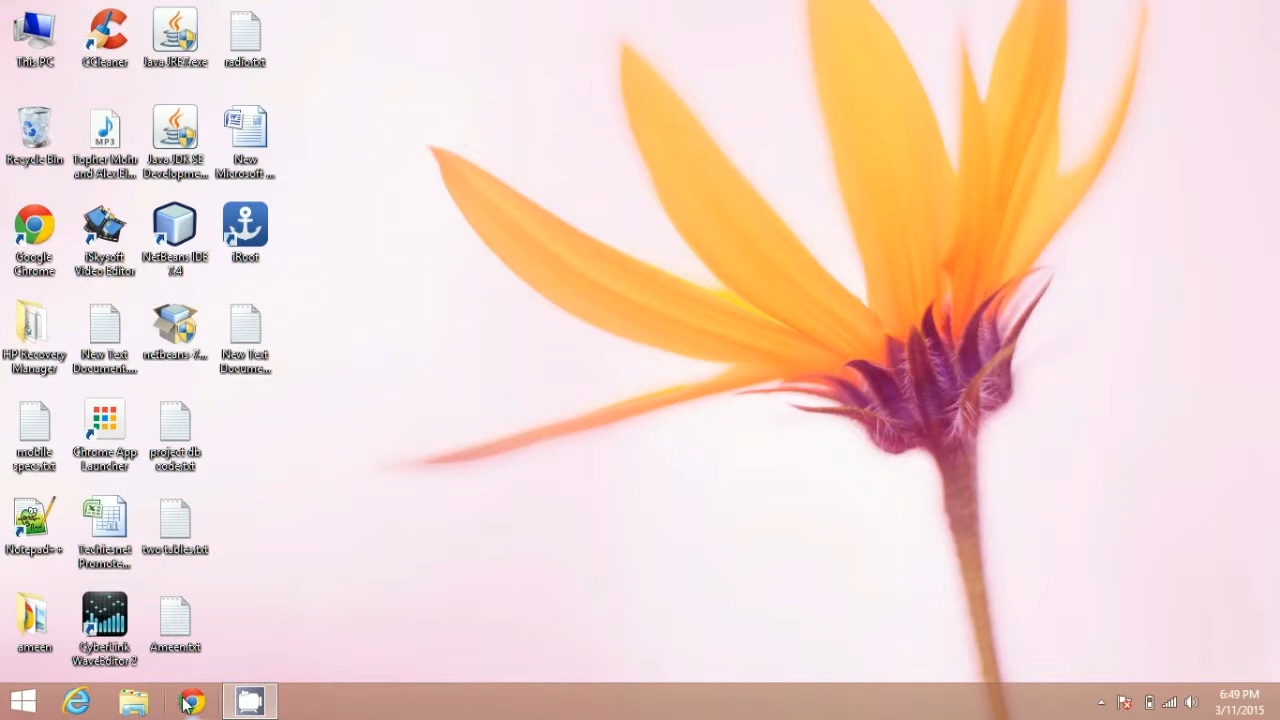 This PC
CCleaner
Java JRE7.exe
radio.txt
Recycle Bin
MP3
Topher Mohr
and Alex El...
Java JDK SE
Developme...
New
Microsoft ...
Google
Chrome
iSkysoft
Video Editor
NetBeans IDE
7.4
iRoot
HP Recovery
Manager
New Text
Document....
netbeans-7....
New Text
Docume...
mobile
specs.txt
Chrome App
Launcher
project db
code.txt
Notepad++
Techiesnet
Promote...
two tables.txt
ameen
CyberLink
WaveEditor 2
Ameen.txt
6:49 PM
3/11/2015